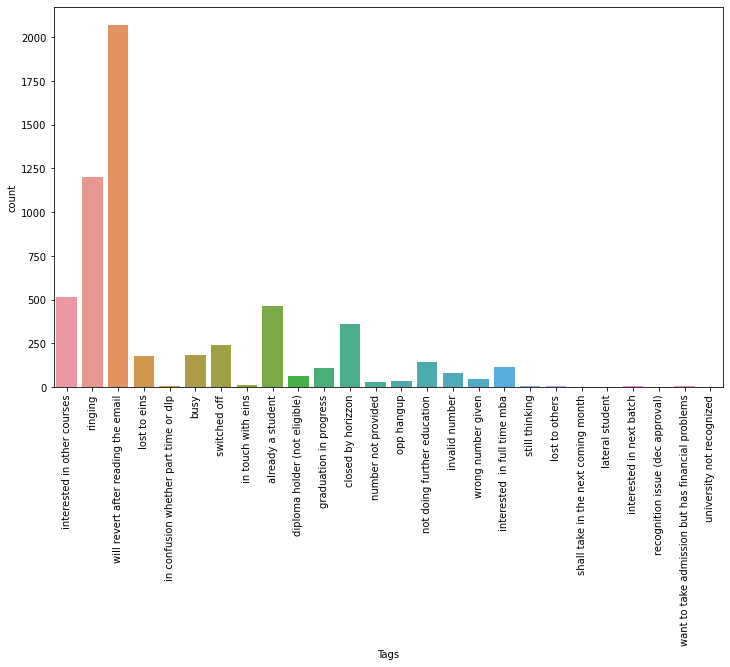 2000
1750
1500
1250
1000
750
500
250
0
count
interested in other courses
ringing
will revert after reading the email
lost to eins
in confusion whether part time or dlp
busy
switched off
in touch with eins
already a student
diploma holder (not eligible)
graduation in progress
closed by horizzon
number not provided
opp hangup
not doing further education
invalid number
wrong number given
interested  in full time mba
still thinking
lost to others
shall take in the next coming month
lateral student
interested in next batch
recognition issue (dec approval)
want to take admission but has financial problems
university not recognized
Tags